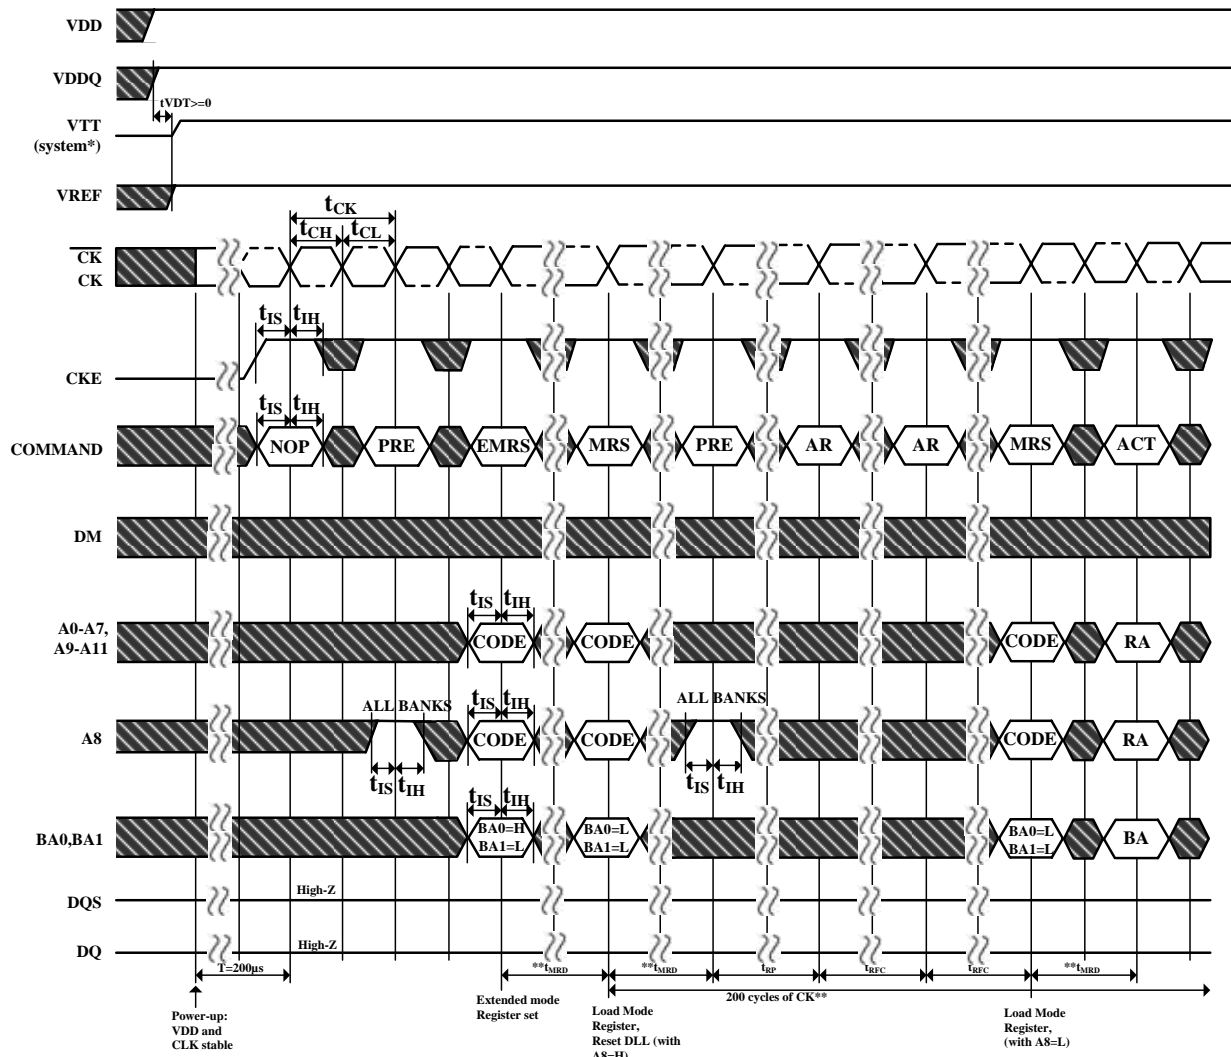 VDD
VDDQ
tVDT>=0
VTT
(system*)
VREF
tCK
tCH tCL
CK
CK
tIS tIH
CKE
tIS tIH
COMMAND NOP PRE EMRS MRS PRE AR AR MRS ACT
DM
tIS tIH
A0-A7,
A9-A11
CODE CODE CODE RA
ALL BANKS tIS tIH ALL BANKS
A8 CODE CODE CODE RA
tIS tIH tIS tIH
tIS tIH
BA0,BA1
BA0=H BA0=L BA0=L
BA1=L BA1=L BA1=L
BA
High-Z
DQS
High-Z
DQ
T=200µs **tMRD **tMRD tRP tRFC tRFC **tMRD
200 cycles of CK**
Power-up:
VDD and
CLK stable
Extended mode
Register set
Load Mode
Register,
Reset DLL (with
A8=H)
Load Mode
Register,
(with A8=L)